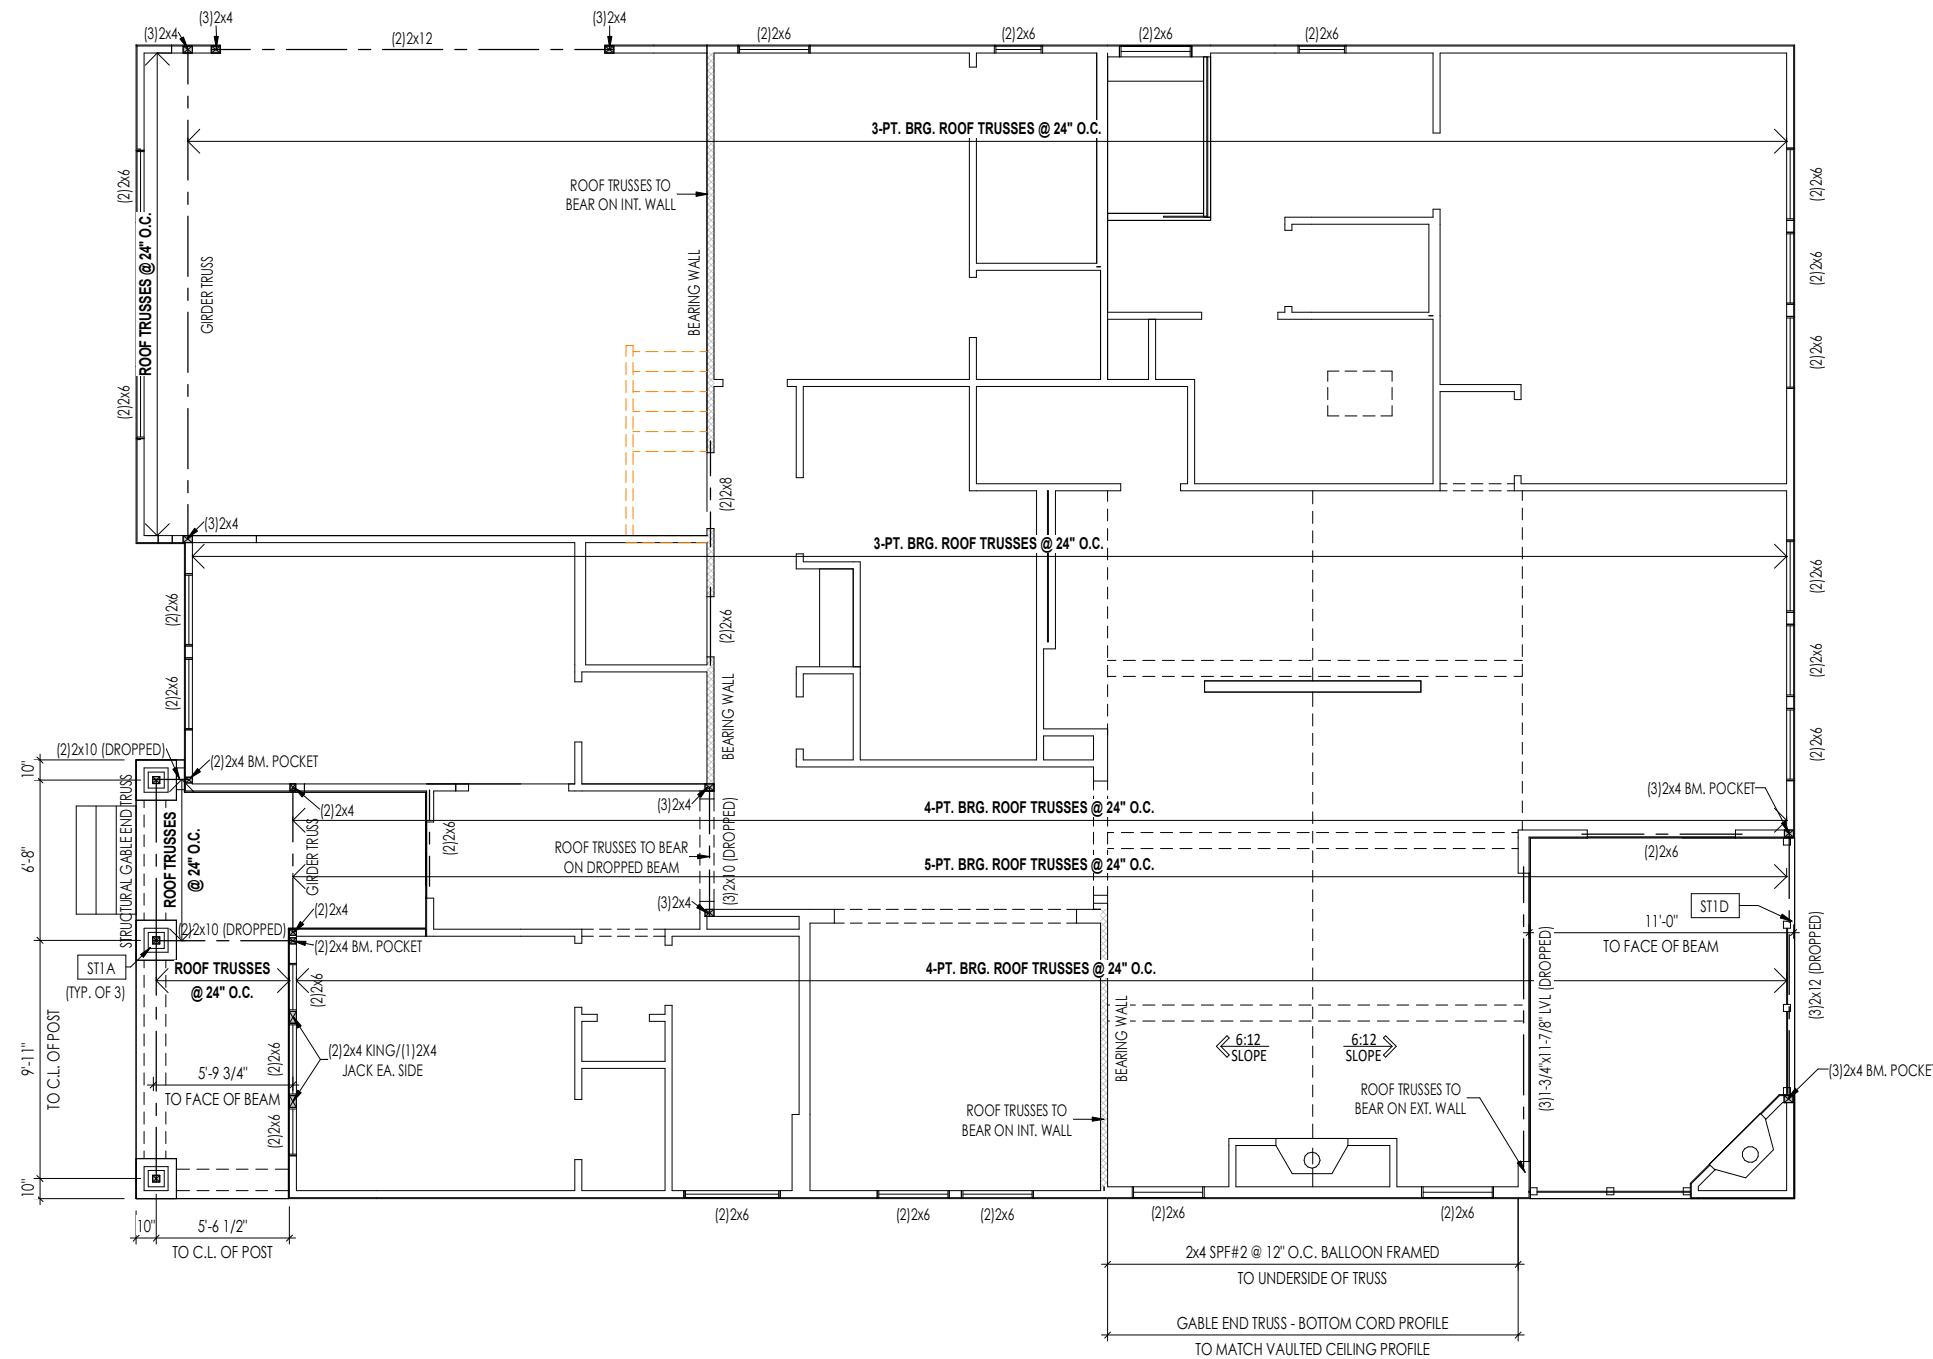 (3)2x4
(3)2x4
(3)2x4
(2)2x12
(2)2x6
(2)2x6
(2)2x6
(2)2x6
3-PT. BRG. ROOF TRUSSES @ 24" O.C.
(2)2x6
ROOF TRUSSES @ 24" O.C.
(2)2x6
GIRDER TRUSS
ROOF TRUSSES TO
BEAR ON INT. WALL
BEARING WALL
(2)2x6
(2)2x6
(2)2x6
(3)2x4
(2)2x8
3-PT. BRG. ROOF TRUSSES @ 24" O.C.
(2)2x6
(2)2x6
(2)2x6
BEARING WALL
(2)2x6
(2)2x6
(2)2x6
(2)2x10 (DROPPED)
(2)2x4 BM. POCKET
10"
6'-8"
9'-11"
TO C.L. OF POST
10"
STRUCTURAL GABLE END TRUSS
ROOF TRUSSES
@ 24" O.C.
(2)2x4
GIRDER TRUSS
(2)2x6
(3)2x4
ROOF TRUSSES TO BEAR
ON DROPPED BEAM
(3)2x10 (DROPPED)
(3)2x4
4-PT. BRG. ROOF TRUSSES @ 24" O.C.
5-PT. BRG. ROOF TRUSSES @ 24" O.C.
(3)2x4 BM. POCKET
(2)2x6
ST1D
11'-0"
TO FACE OF BEAM
(3)2x12 (DROPPED)
(3)1-3/4"x11-7/8" LVL (DROPPED)
(2)2x4
(2)2x10 (DROPPED)
(2)2x4 BM. POCKET
ST1A
(TYP. OF 3)
ROOF TRUSSES
@ 24" O.C.
(2)2x6
4-PT. BRG. ROOF TRUSSES @ 24" O.C.
BEARING WALL
(2)2x6
(2)2x4 KING/(1)2X4
JACK EA. SIDE
5'-9 3/4"
TO FACE OF BEAM
(2)2x6
6:12
SLOPE
6:12
SLOPE
ROOF TRUSSES TO
BEAR ON EXT. WALL
ROOF TRUSSES TO
BEAR ON INT. WALL
(3)2x4 BM. POCKE
10"
5'-6 1/2"
TO C.L. OF POST
(2)2x6
(2)2x6
(2)2x6
(2)2x6
(2)2x6
2x4 SPF#2 @ 12" O.C. BALLOON FRAMED
TO UNDERSIDE OF TRUSS
GABLE END TRUSS - BOTTOM CORD PROFILE
TO MATCH VAULTED CEILING PROFILE